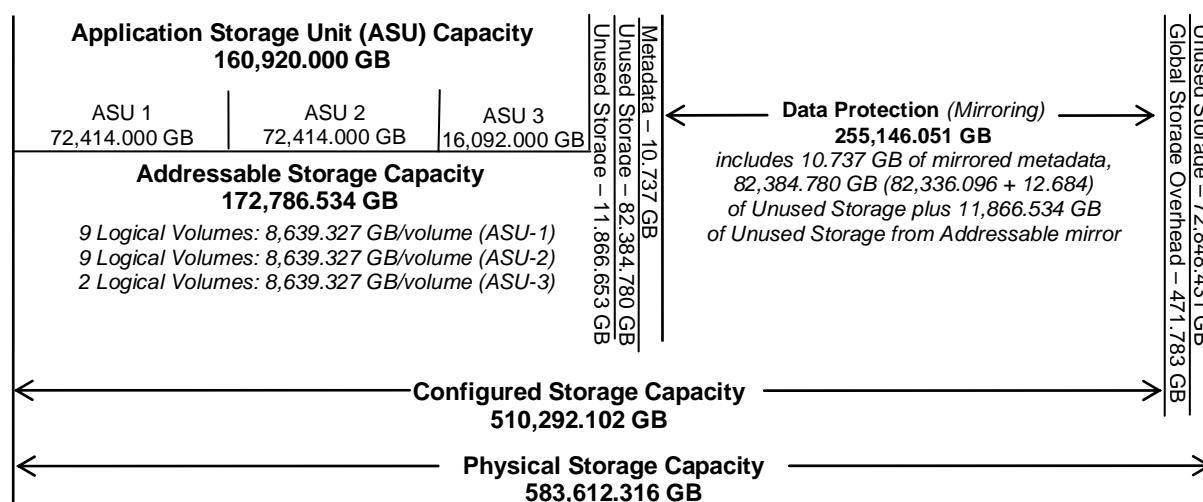 Application Storage Unit (ASU) Capacity
160,920.000 GB
ASU 1
72,414.000 GB
ASU 2
72,414.000 GB
ASU 3
16,092.000 GB
Addressable Storage Capacity
172,786.534 GB
9 Logical Volumes: 8,639.327 GB/volume (ASU-1)
9 Logical Volumes: 8,639.327 GB/volume (ASU-2)
2 Logical Volumes: 8,639.327 GB/volume (ASU-3)
Unused Storage – 11,866.653 GB
Unused Storage – 82,384.780 GB
Metadata – 10.737 GB
Data Protection (Mirroring)
255,146.051 GB
includes 10.737 GB of mirrored metadata,
82,384.780 GB (82,336.096 + 12.684)
of Unused Storage plus 11,866.534 GB
of Unused Storage from Addressable mirror
Global Storage Overhead – 471.783 GB
Unused Storage – 72,848.431 GB
Configured Storage Capacity
510,292.102 GB
Physical Storage Capacity
583,612.316 GB